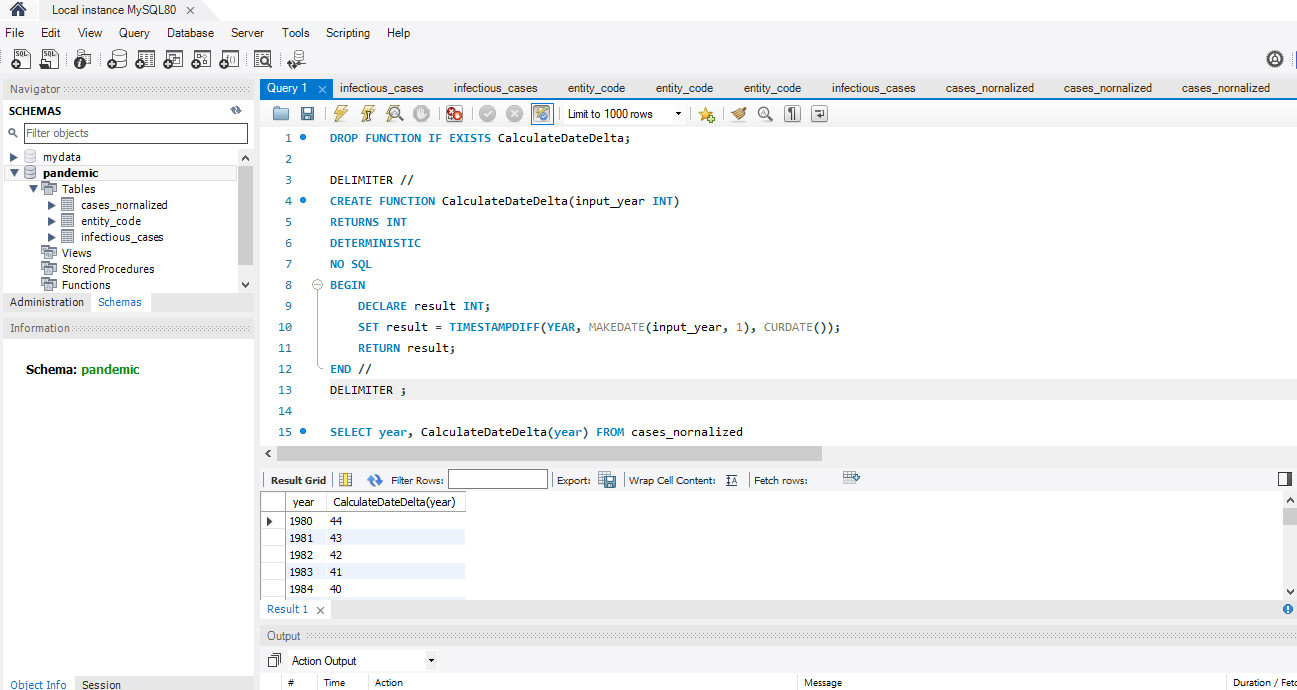 Local instance MySQL80
File Edit View Query Database Server Tools Scripting Help
Navigator
SCHEMAS
Filter objects
mydata
pandemic
Tables
cases_nornalized
entity_code
infectious_cases
Views
Stored Procedures
Functions
Administration Schemas
Information
Schema: pandemic
Object Info Session
Query 1 infectious_cases infectious_cases entity_code entity_code entity_code infectious_cases cases_nornalized cases_nornalized cases_nornalized
Limit to 1000 rows
1 DROP FUNCTION IF EXISTS CalculateDateDelta;
2
3 DELIMITER //
4 CREATE FUNCTION CalculateDateDelta(input_year INT)
5 RETURNS INT
6 DETERMINISTIC
7 NO SQL
8 BEGIN
9 DECLARE result INT;
10 SET result = TIMESTAMPDIFF(YEAR, MAKEDATE(input_year, 1), CURDATE());
11 RETURN result;
12 END //
13 DELIMITER ;
14
15 SELECT year, CalculateDateDelta(year) FROM cases_nornalized
Result Grid Filter Rows: Export: Wrap Cell Content: Fetch rows:
year CalculateDateDelta(year)
1980 44
1981 43
1982 42
1983 41
1984 40
Result 1
Output
Action Output
# Time Action Message Duration / Fetc